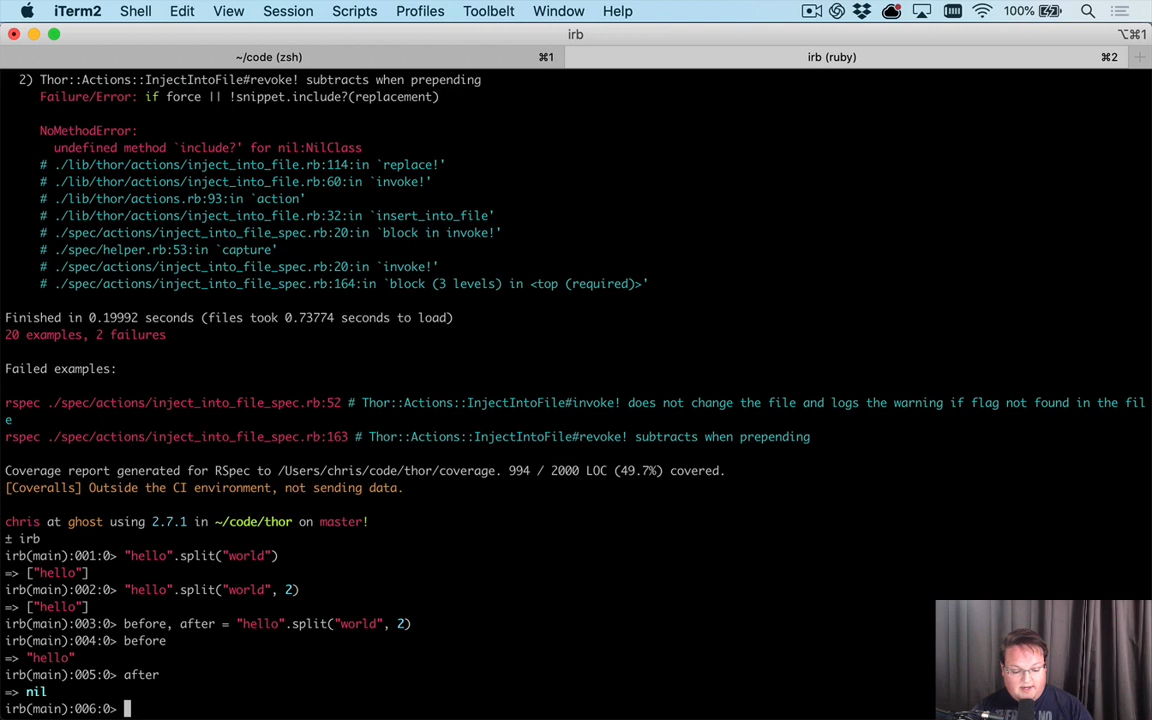 iTerm2 Shell Edit View Session Scripts Profiles Toolbelt Window Help 100%
irb ⌥⌘1
~/code (zsh) ⌘1 irb (ruby) ⌘2
2) Thor::Actions::InjectIntoFile#revoke! subtracts when prepending
Failure/Error: if force || !snippet.include?(replacement)
NoMethodError:
undefined method `include?' for nil:NilClass
# ./lib/thor/actions/inject_into_file.rb:114:in `replace!'
# ./lib/thor/actions/inject_into_file.rb:60:in `invoke!'
# ./lib/thor/actions.rb:93:in `action'
# ./lib/thor/actions/inject_into_file.rb:32:in `insert_into_file'
# ./spec/actions/inject_into_file_spec.rb:20:in `block in invoke!'
# ./spec/helper.rb:53:in `capture'
# ./spec/actions/inject_into_file_spec.rb:20:in `invoke!'
# ./spec/actions/inject_into_file_spec.rb:164:in `block (3 levels) in <top (required)>'
Finished in 0.19992 seconds (files took 0.73774 seconds to load)
20 examples, 2 failures
Failed examples:
rspec ./spec/actions/inject_into_file_spec.rb:52 # Thor::Actions::InjectIntoFile#invoke! does not change the file and logs the warning if flag not found in the fil
e
rspec ./spec/actions/inject_into_file_spec.rb:163 # Thor::Actions::InjectIntoFile#revoke! subtracts when prepending
Coverage report generated for RSpec to /Users/chris/code/thor/coverage. 994 / 2000 LOC (49.7%) covered.
[Coveralls] Outside the CI environment, not sending data.
chris at ghost using 2.7.1 in ~/code/thor on master!
± irb
irb(main):001:0> "hello".split("world")
=> ["hello"]
irb(main):002:0> "hello".split("world", 2)
=> ["hello"]
irb(main):003:0> before, after = "hello".split("world", 2)
irb(main):004:0> before
=> "hello"
irb(main):005:0> after
=> nil
irb(main):006:0>